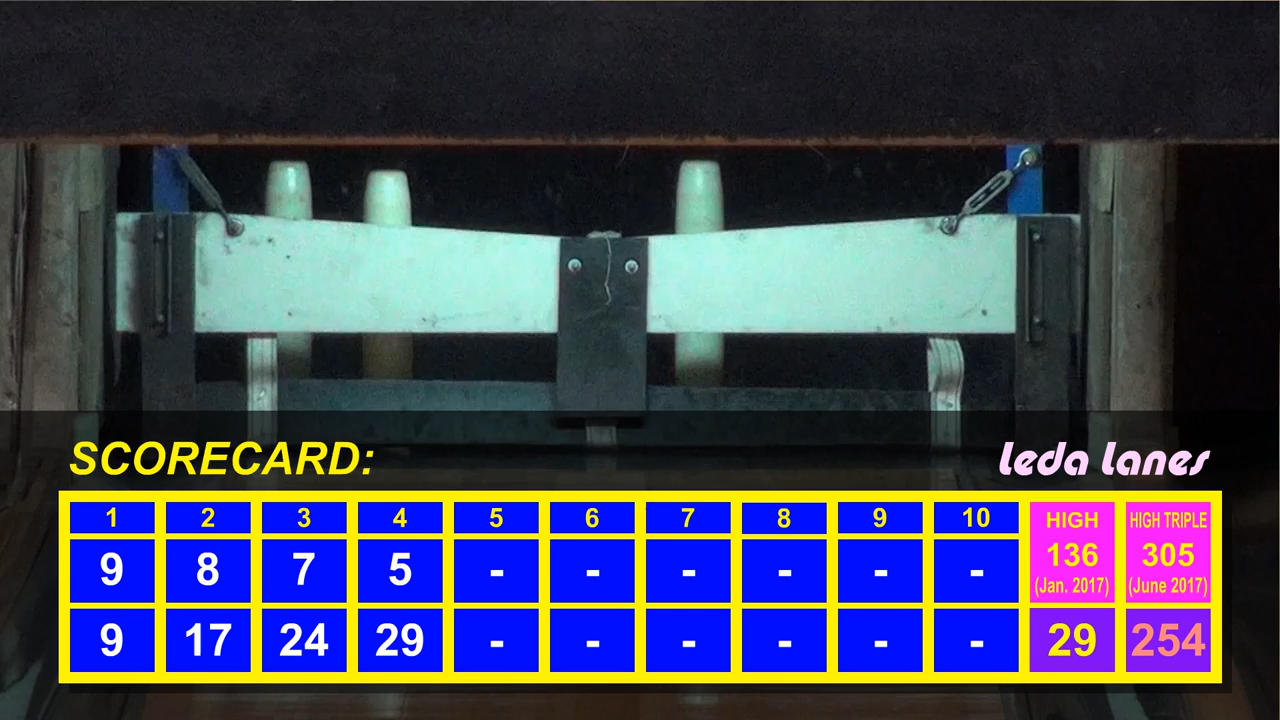 SCORECARD:
Leda Lanes
1 2 3 4 5 6 7 8 9 10 HIGH HIGH TRIPLE
9 8 7 5 - - - - - - 136 305
(Jan. 2017) (June 2017)
9 17 24 29 - - - - - - 29 254